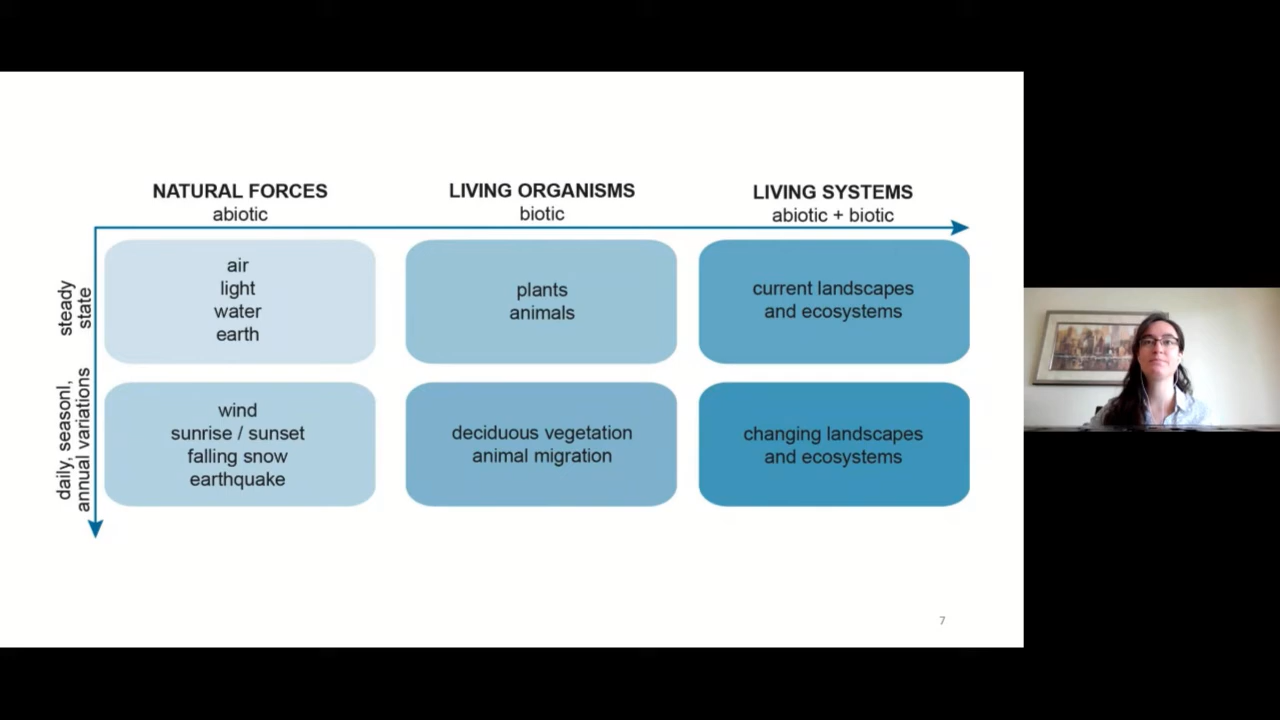 NATURAL FORCES
abiotic
LIVING ORGANISMS
biotic
LIVING SYSTEMS
abiotic + biotic
steady
state
air
light
water
earth
plants
animals
current landscapes
and ecosystems
daily, seasonl,
annual variations
wind
sunrise / sunset
falling snow
earthquake
deciduous vegetation
animal migration
changing landscapes
and ecosystems
7